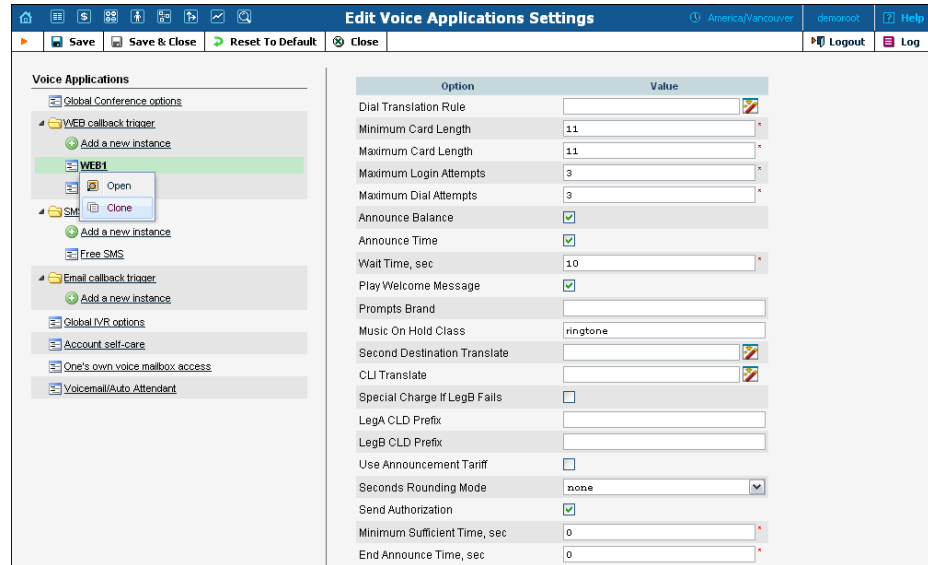 Edit Voice Applications Settings
America/Vancouver
demoroot
? Help
Save
Save & Close
Reset To Default
Close
Logout
Log
Voice Applications
Global Conference options
WEB callback trigger
Add a new instance
WEB1
Open
Clone
Add a new instance
Free SMS
Email callback trigger
Add a new instance
Global IVR options
Account self-care
One's own voice mailbox access
Voicemail/Auto Attendant
Option Value
Dial Translation Rule
Minimum Card Length 11 *
Maximum Card Length 11 *
Maximum Login Attempts 3 *
Maximum Dial Attempts 3 *
Announce Balance
Announce Time
Wait Time, sec 10 *
Play Welcome Message
Prompts Brand
Music On Hold Class ringtone
Second Destination Translate
CLI Translate
Special Charge If LegB Fails
LegA CLD Prefix
LegB CLD Prefix
Use Announcement Tariff
Seconds Rounding Mode none
Send Authorization
Minimum Sufficient Time, sec 0 *
End Announce Time, sec 0 *